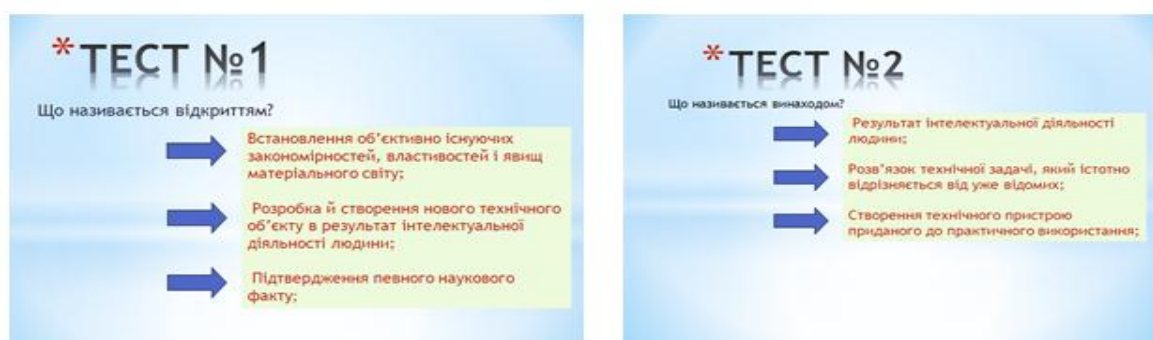 *ТЕСТ №1
Що називається відкриттям?
Встановлення об’єктивно існуючих
закономірностей, властивостей і явищ
матеріального світу;
Розробка й створення нового технічного
об’єкту в результат інтелектуальної
діяльності людини;
Підтвердження певного наукового
факту;
*ТЕСТ №2
Що називається винаходом?
Результат інтелектуальної діяльності
людини;
Розв’язок технічної задачі, який істотно
відрізняється від уже відомих;
Створення технічного пристрою
приданого до практичного використання;